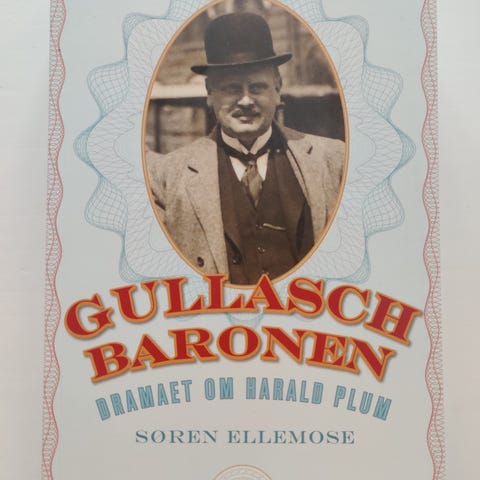 GULLASCH
BARONEN
DRAMAET OM HARALD PLUM
SØREN ELLEMOSE